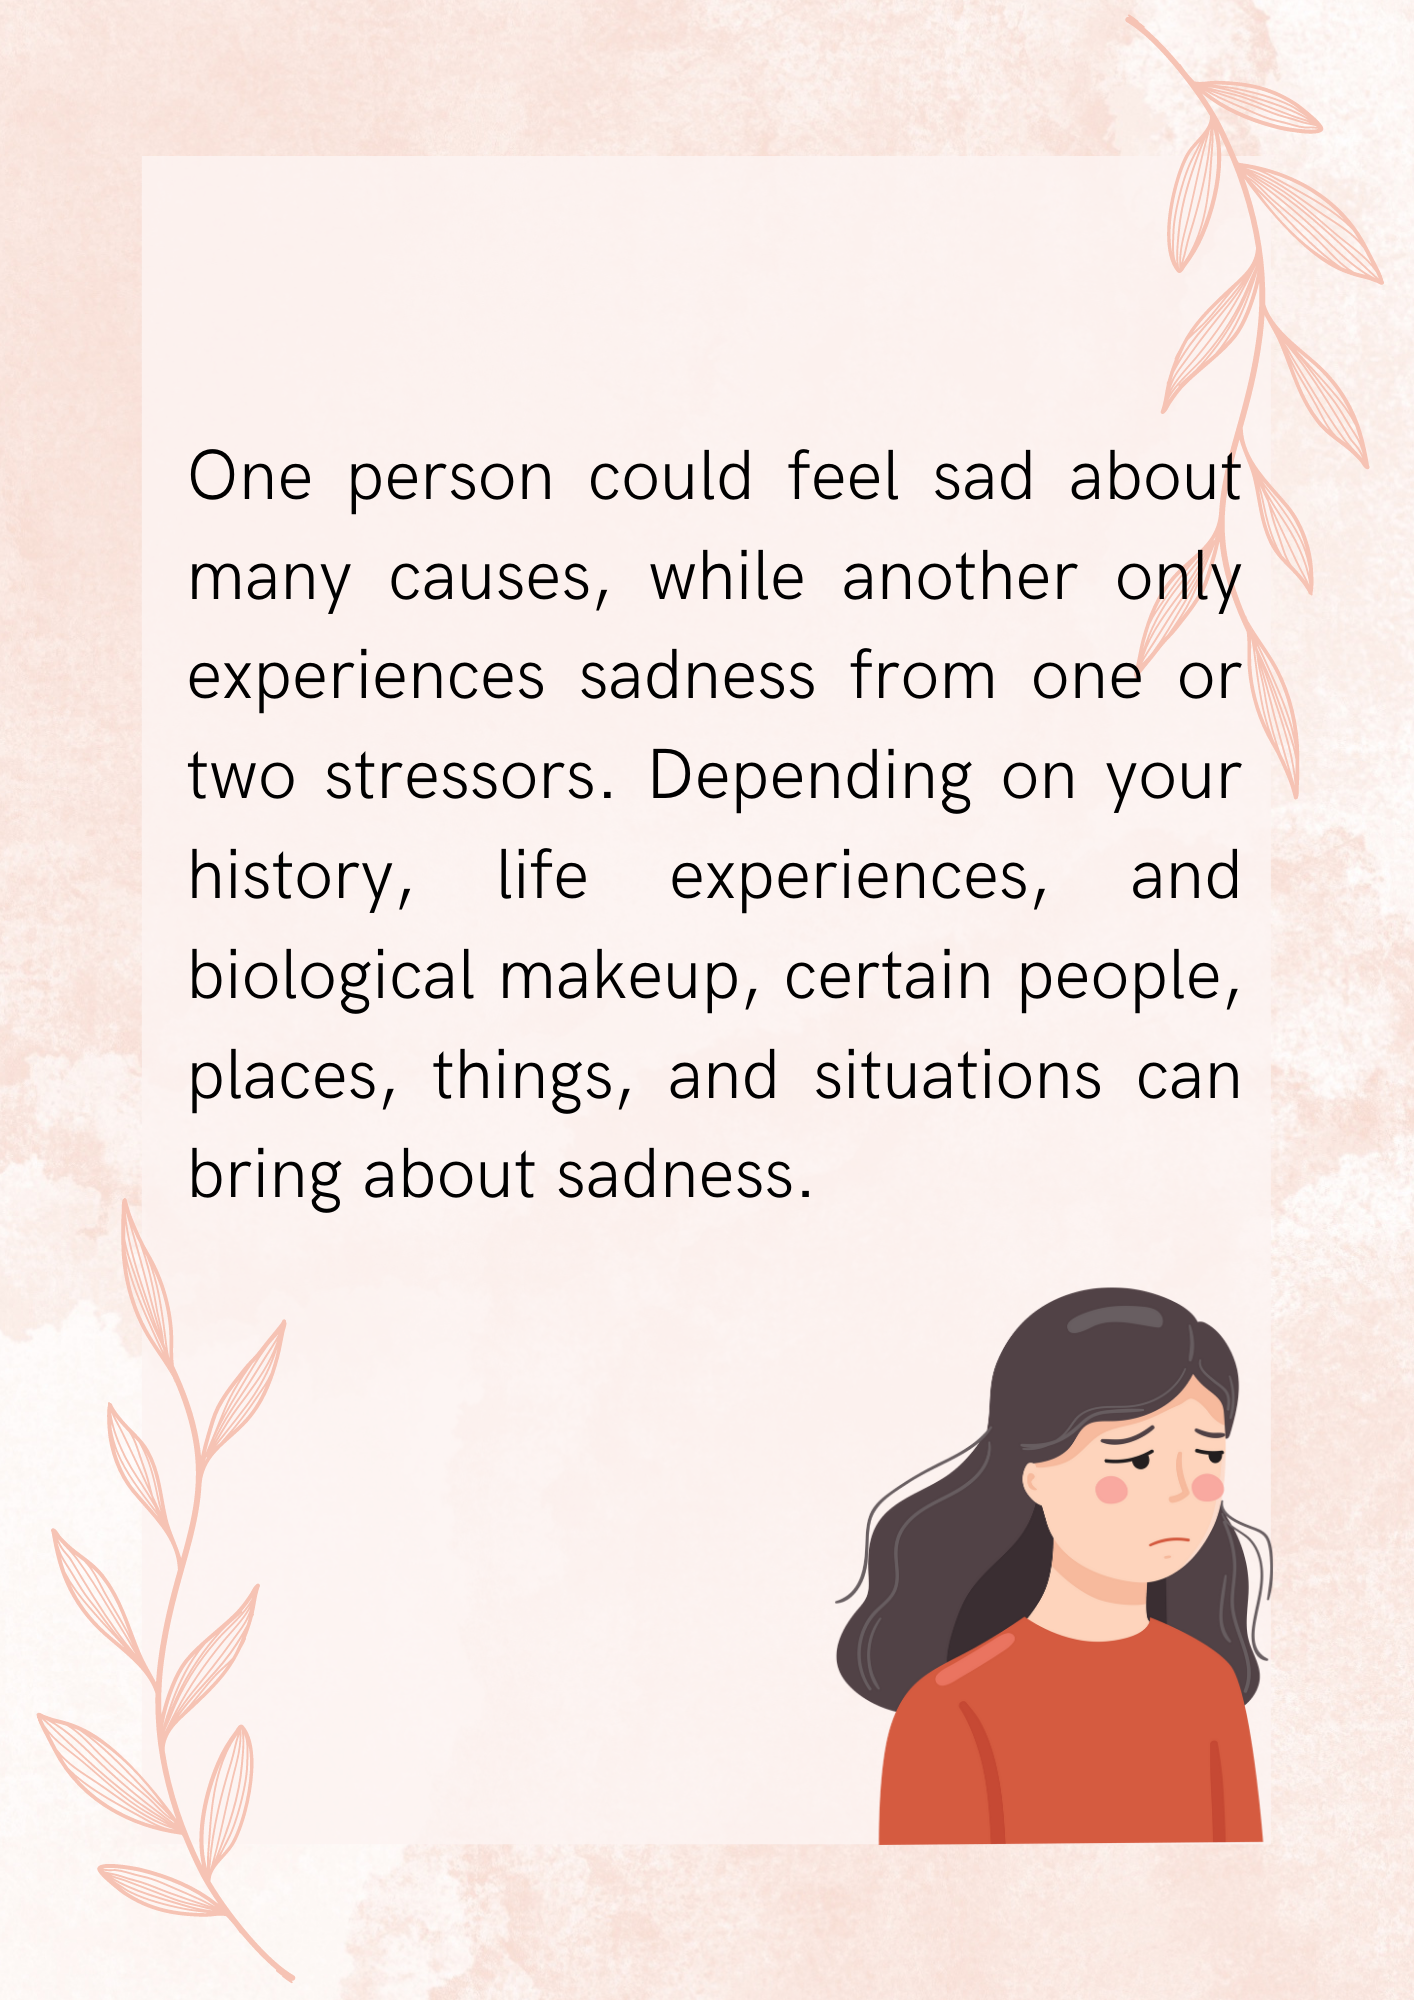 One person could feel sad about
many causes, while another only
experiences sadness from one or
two stressors. Depending on your
history, life experiences, and
biological makeup, certain people,
places, things, and situations can
bring about sadness.